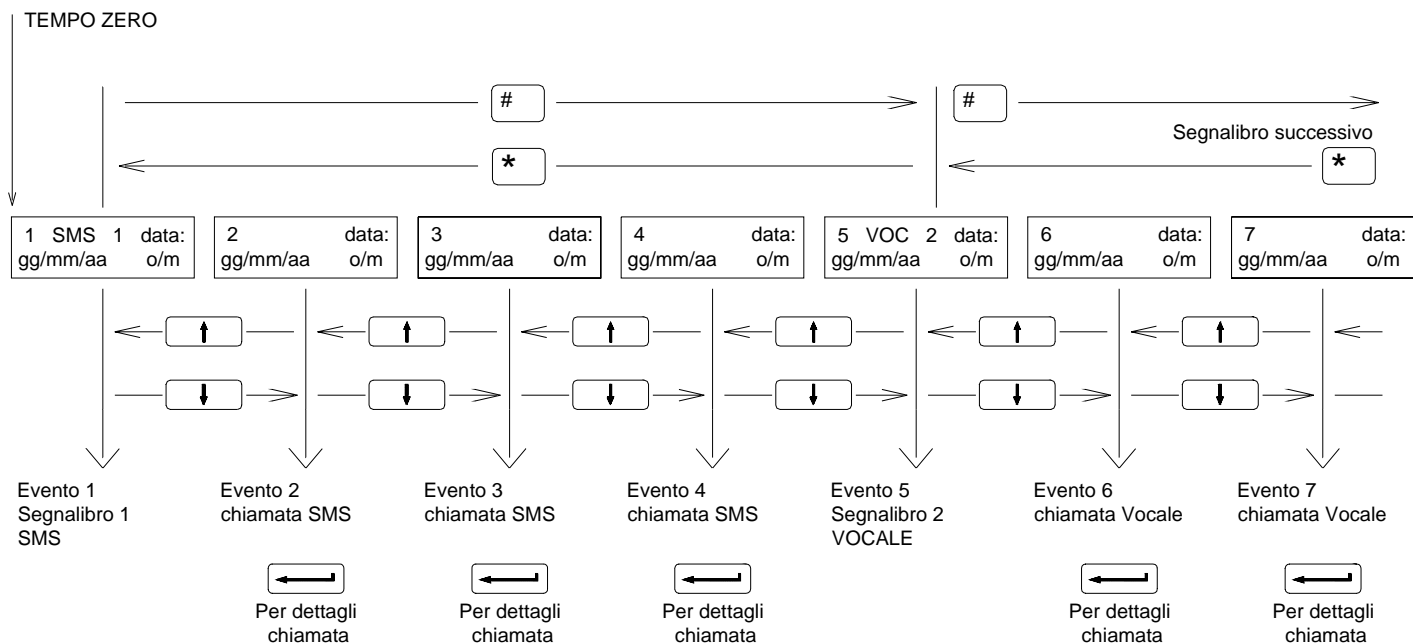 TEMPO ZERO
#
#
Segnalibro successivo
*
*
1 SMS 1 data:
gg/mm/aa o/m
2 data:
gg/mm/aa o/m
3 data:
gg/mm/aa o/m
4 data:
gg/mm/aa o/m
5 VOC 2 data:
gg/mm/aa o/m
6 data:
gg/mm/aa o/m
7 data:
gg/mm/aa o/m
Evento 1
Segnalibro 1
SMS
Evento 2
chiamata SMS
Evento 3
chiamata SMS
Evento 4
chiamata SMS
Evento 5
Segnalibro 2
VOCALE
Evento 6
chiamata Vocale
Evento 7
chiamata Vocale
Per dettagli
chiamata
Per dettagli
chiamata
Per dettagli
chiamata
Per dettagli
chiamata
Per dettagli
chiamata